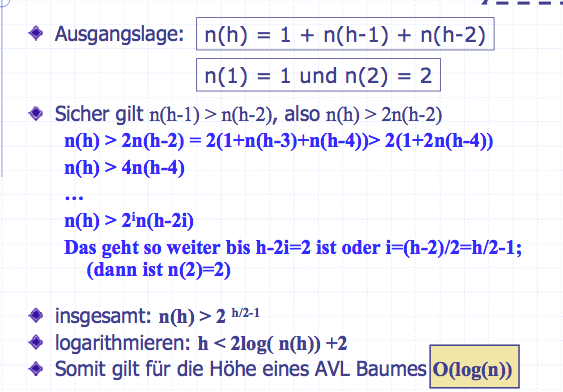 Ausgangslage: n(h) = 1 + n(h-1) + n(h-2)
n(1) = 1 und n(2) = 2
Sicher gilt n(h-1) > n(h-2), also n(h) > 2n(h-2)
n(h) > 2n(h-2) = 2(1+n(h-3)+n(h-4))> 2(1+2n(h-4))
n(h) > 4n(h-4)
…
n(h) > 2ⁱn(h-2i)
Das geht so weiter bis h-2i=2 ist oder i=(h-2)/2=h/2-1;
(dann ist n(2)=2)
insgesamt: n(h) > 2 ʰ/²⁻¹
logarithmieren: h < 2log( n(h)) +2
Somit gilt für die Höhe eines AVL Baumes O(log(n))